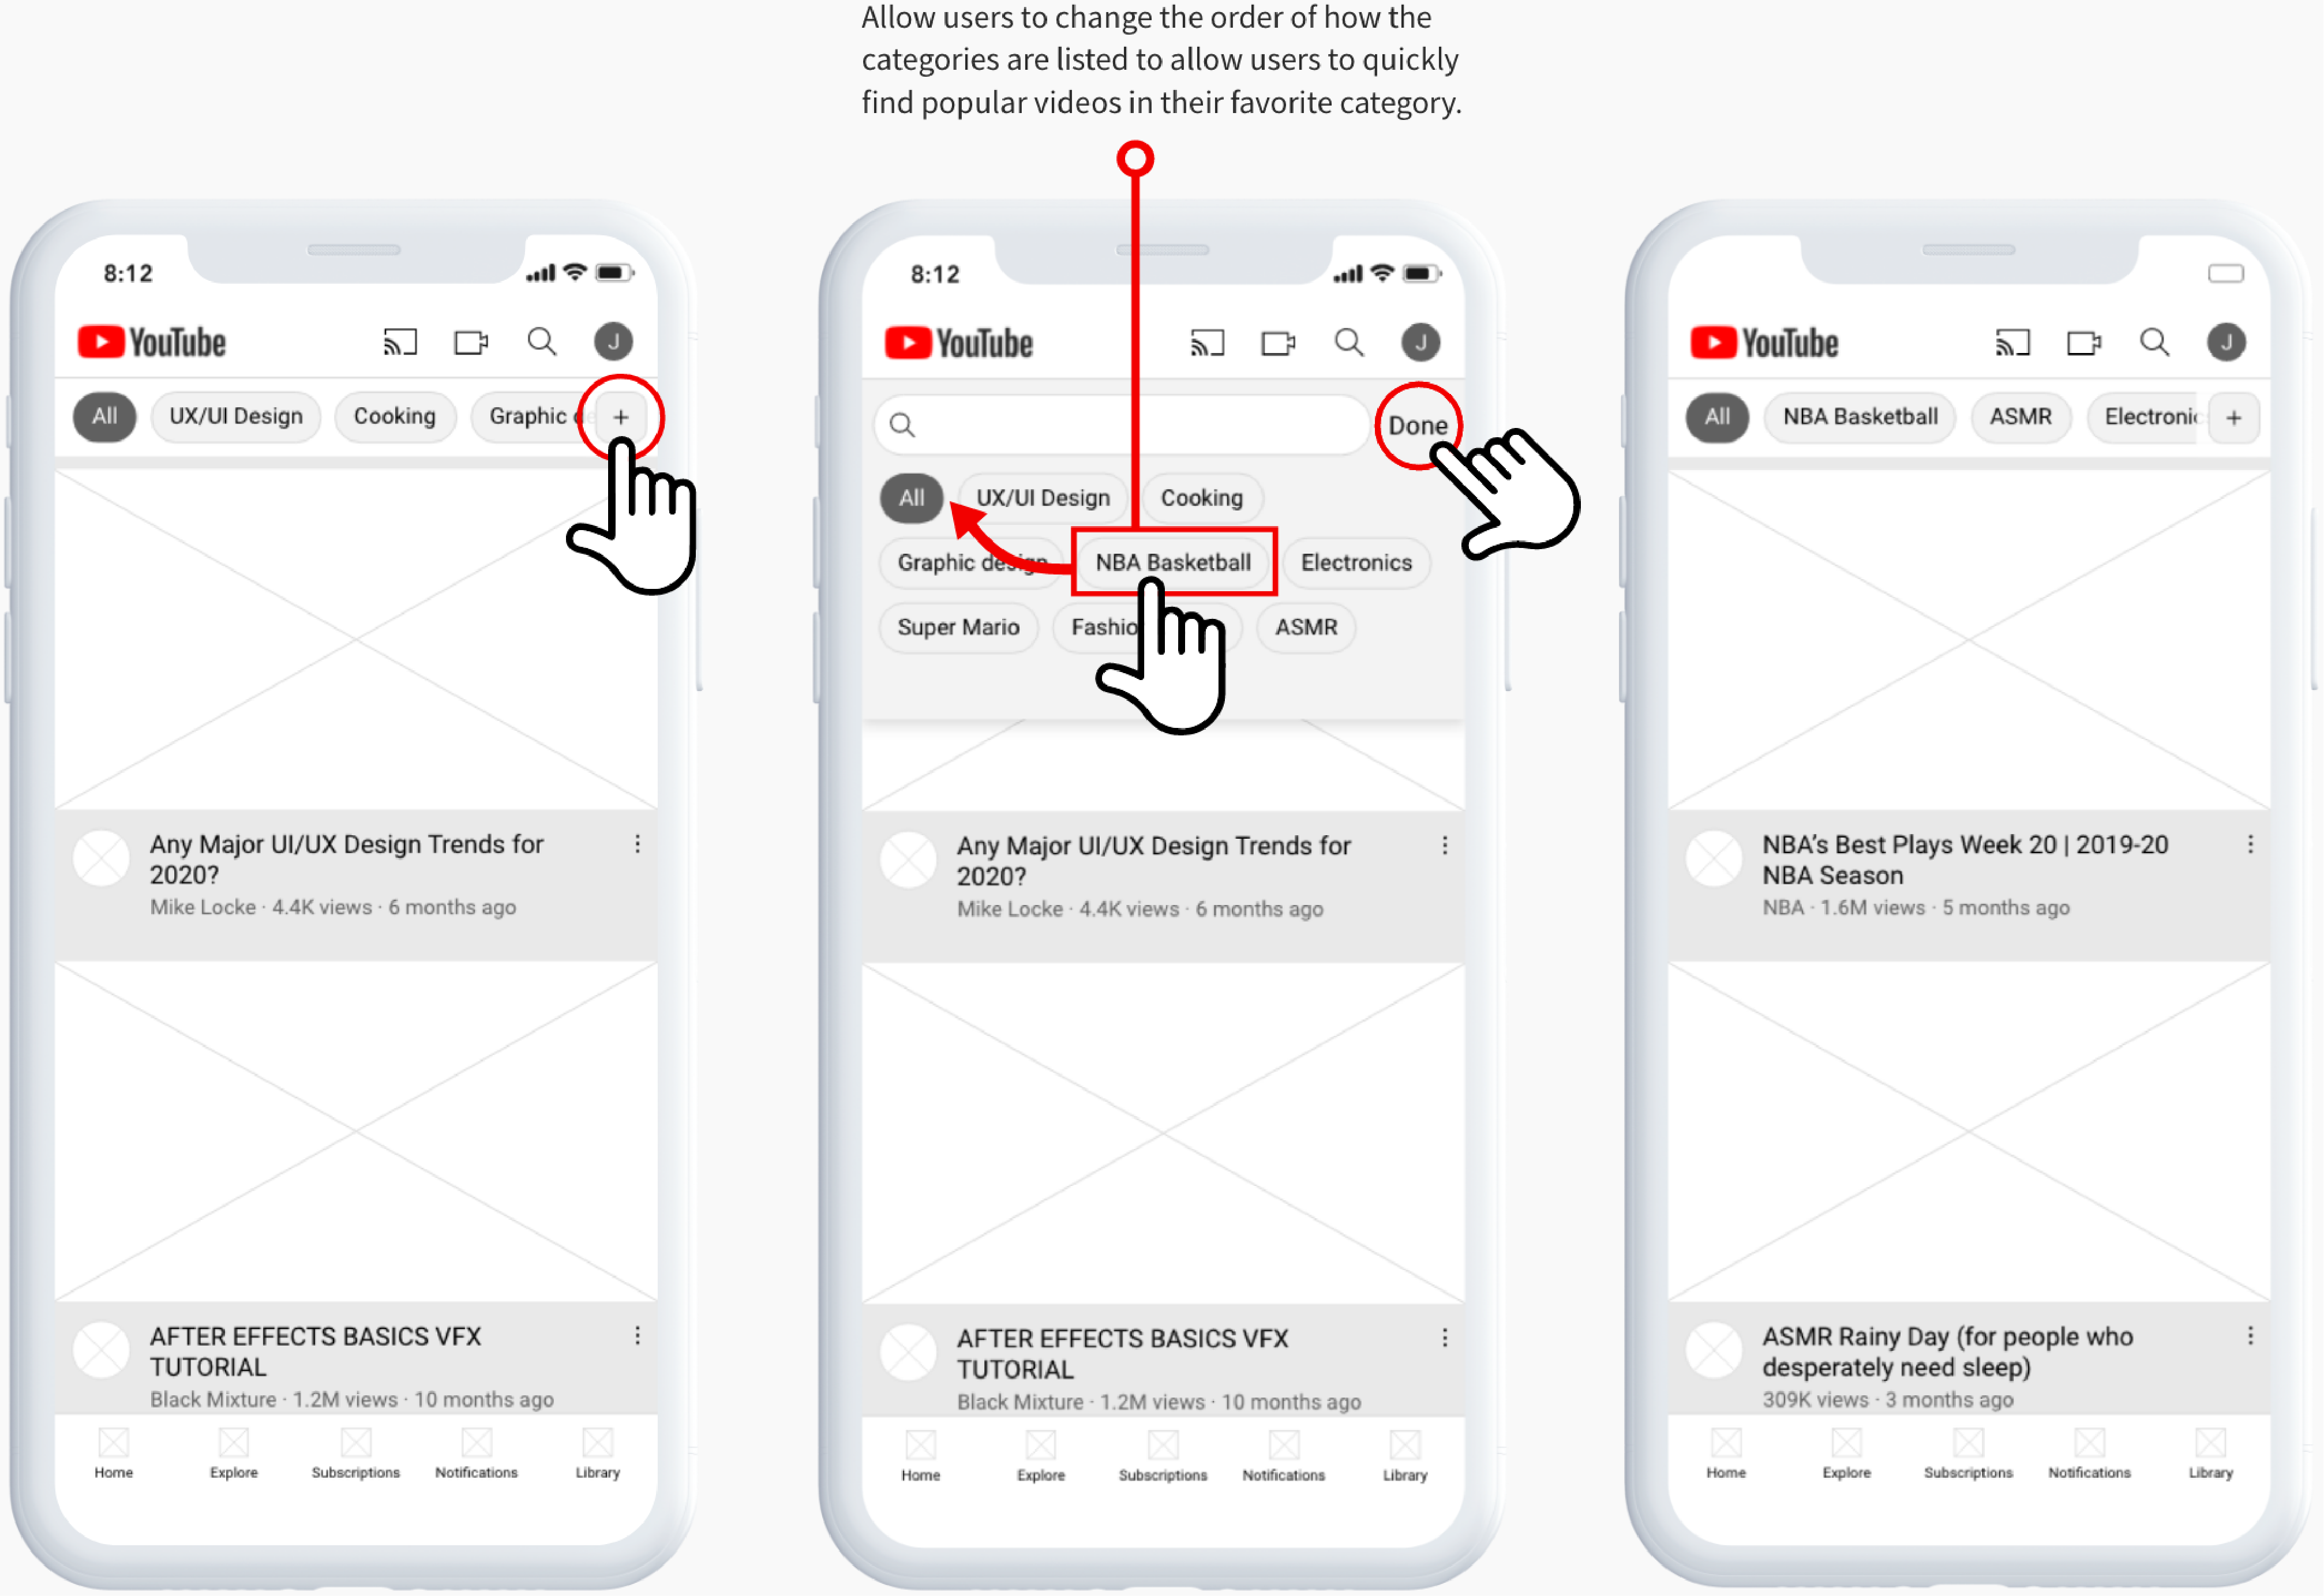 Allow users to change the order of how the
categories are listed to allow users to quickly
find popular videos in their favorite category.
8:12
YouTube
J
All UX/UI Design Cooking Graphic de +
Any Major UI/UX Design Trends for
2020?
Mike Locke · 4.4K views · 6 months ago
AFTER EFFECTS BASICS VFX
TUTORIAL
Black Mixture · 1.2M views · 10 months ago
Home Explore Subscriptions Notifications Library
8:12
YouTube
J
Done
All UX/UI Design Cooking
Graphic design NBA Basketball Electronics
Super Mario Fashio ASMR
Any Major UI/UX Design Trends for
2020?
Mike Locke · 4.4K views · 6 months ago
AFTER EFFECTS BASICS VFX
TUTORIAL
Black Mixture · 1.2M views · 10 months ago
Home Explore Subscriptions Notifications Library
YouTube
J
All NBA Basketball ASMR Electronic +
NBA’s Best Plays Week 20 | 2019-20
NBA Season
NBA · 1.6M views · 5 months ago
ASMR Rainy Day (for people who
desperately need sleep)
309K views · 3 months ago
Home Explore Subscriptions Notifications Library